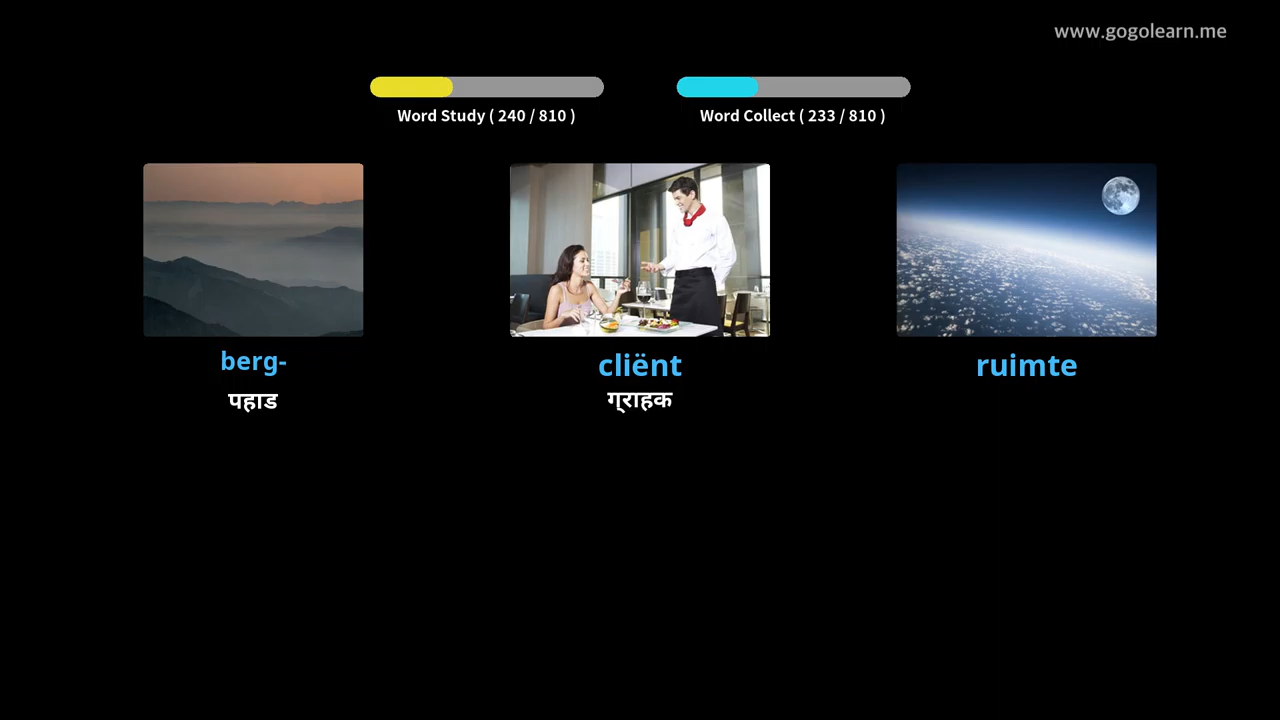 www.gogolearn.me
Word Study ( 240 / 810 )
Word Collect ( 233 / 810 )
berg-
पहाड
cliënt
ग्राहक
ruimte